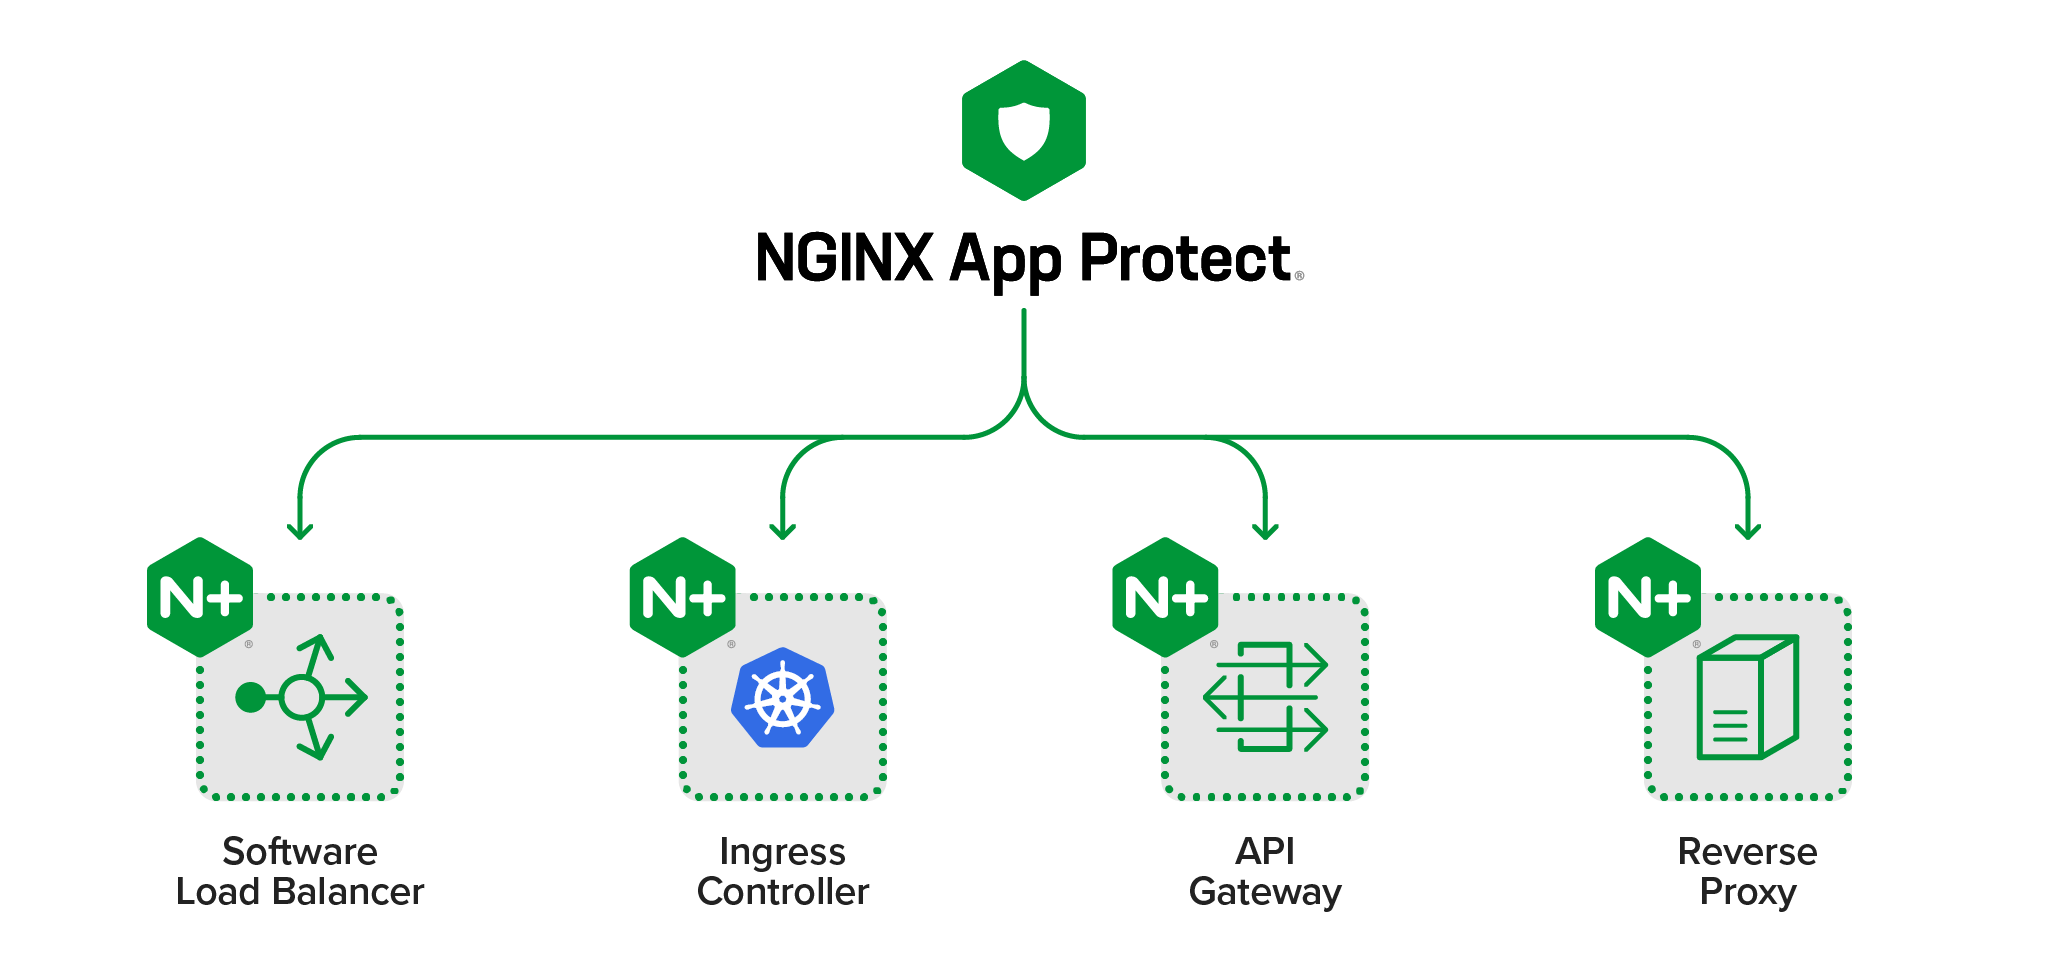 NGINX App Protect®
N+®
N+®
N+®
N+®
Software
Load Balancer
Ingress
Controller
API
Gateway
Reverse
Proxy